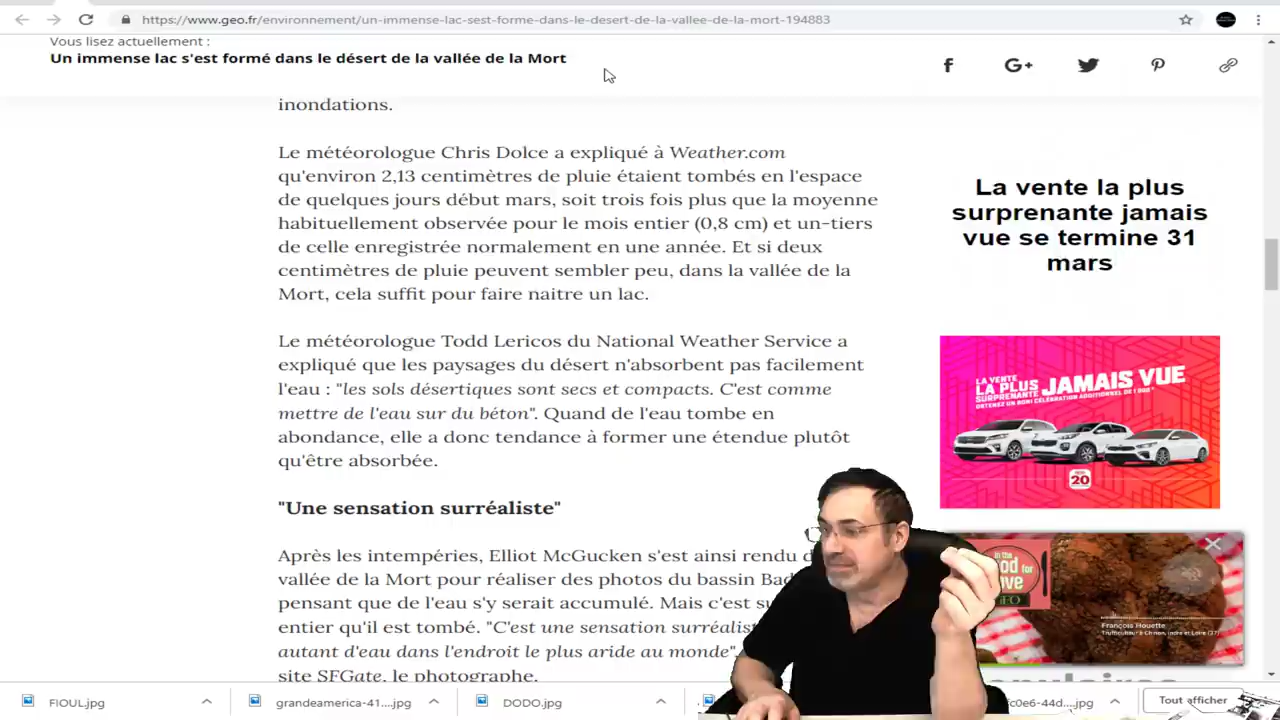 https://www.geo.fr/environnement/un-immense-lac-sest-forme-dans-le-desert-de-la-vallee-de-la-mort-194883
Vous lisez actuellement :
Un immense lac s'est formé dans le désert de la vallée de la Mort
inondations.
Le météorologue Chris Dolce a expliqué à Weather.com
qu'environ 2,13 centimètres de pluie étaient tombés en l'espace
de quelques jours début mars, soit trois fois plus que la moyenne
habituellement observée pour le mois entier (0,8 cm) et un-tiers
de celle enregistrée normalement en une année. Et si deux
centimètres de pluie peuvent sembler peu, dans la vallée de la
Mort, cela suffit pour faire naitre un lac.
Le météorologue Todd Lericos du National Weather Service a
expliqué que les paysages du désert n'absorbent pas facilement
l'eau : "les sols désertiques sont secs et compacts. C'est comme
mettre de l'eau sur du béton". Quand de l'eau tombe en
abondance, elle a donc tendance à former une étendue plutôt
qu'être absorbée.
"Une sensation surréaliste"
Après les intempéries, Elliot McGucken s'est ainsi rendu
vallée de la Mort pour réaliser des photos du bassin Bad
pensant que de l'eau s'y serait accumulé. Mais c'est
entier qu'il est tombé. "C'est une sensation surréalist
autant d'eau dans l'endroit le plus aride au monde"
site SFGate, le photographe.
La vente la plus
surprenante jamais
vue se termine 31
mars
LA VENTE
LA PLUS JAMAIS VUE
SURPRENANTE
20
in the
GEO
François Houette
FIOUL.jpg
grandeamerica-41....jpg
DODO.jpg
c0e6-44d....jpg
Tout afficher